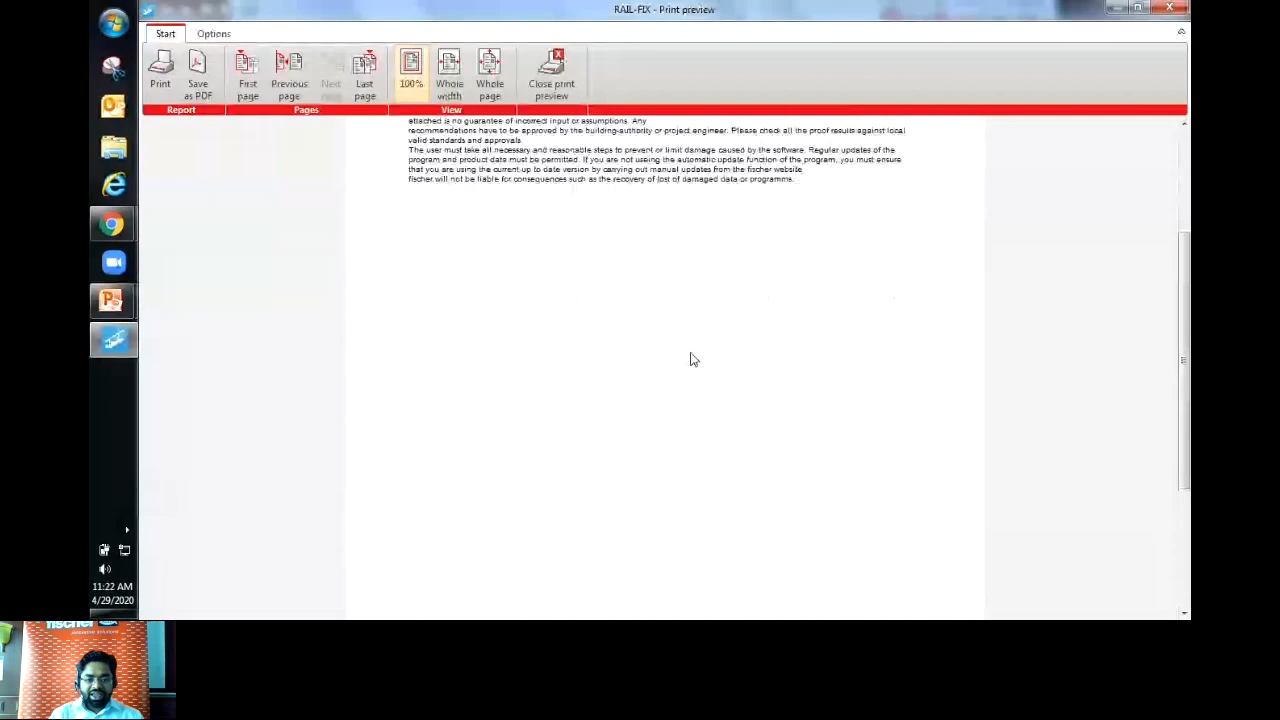 RAIL-FIX - Print preview
Start Options
Print
Save as PDF
First page
Previous page
Next
Last page
100%
Whole width
Whole page
Close print preview
Report Pages View
attached is no guarantee of incorrect input or assumptions. Any
recommendations have to be approved by the building-authority or project engineer. Please check all the proof results against local
valid standards and approvals.
The user must take all necessary and reasonable steps to prevent or limit damage caused by the software. Regular updates of the
program and product data must be permitted. If you are not useing the automatic update function of the program, you must ensure
that you are using the current up to date version by carrying out manual updates from the fischer website
fischer will not be liable for consequences such as the recovery of lost of damaged data or programms.
11:22 AM
4/29/2020
fischer
innovative solutions